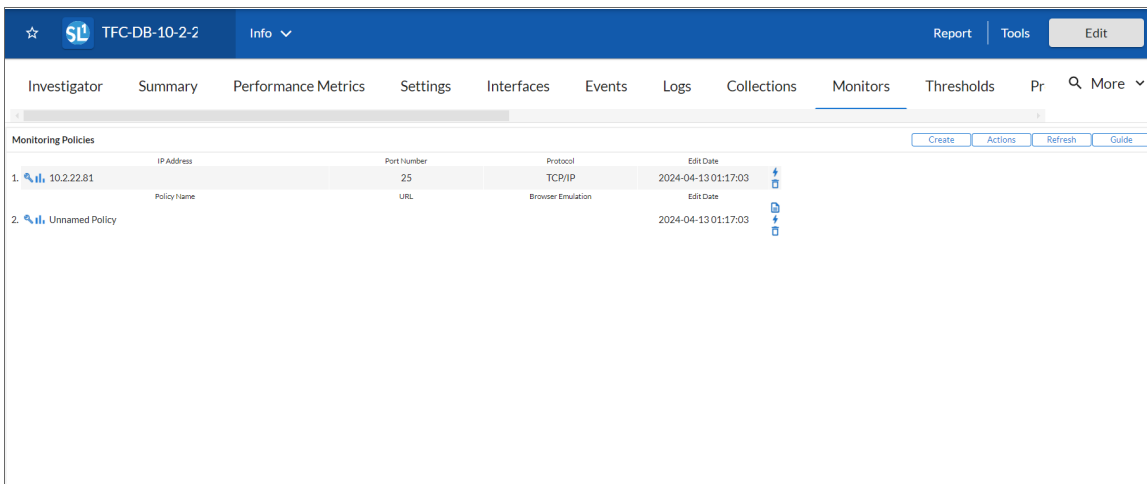 SL1 TFC-DB-10-2-2 Info Report Tools Edit
Investigator Summary Performance Metrics Settings Interfaces Events Logs Collections Monitors Thresholds Pr More
Monitoring Policies Create Actions Refresh Guide
IP Address Port Number Protocol Edit Date
1. 10.2.22.81 25 TCP/IP 2024-04-13 01:17:03
Policy Name URL Browser Emulation Edit Date
2. Unnamed Policy 2024-04-13 01:17:03